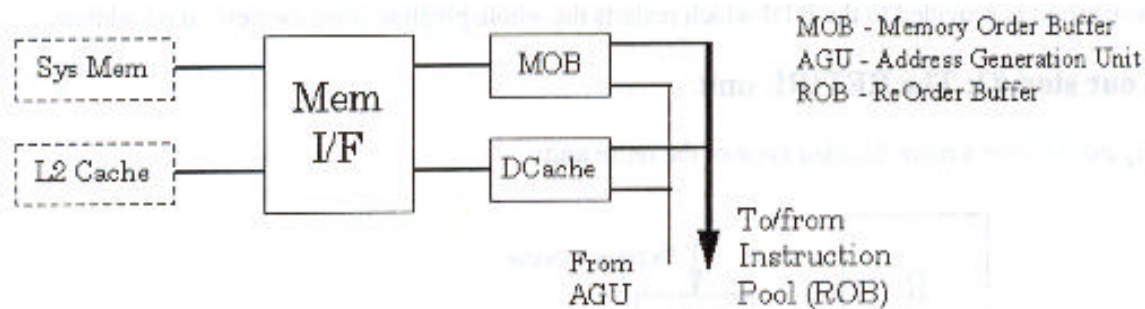 Sys Mem
L2 Cache
Mem
I/F
MOB
DCache
From
AGU
To/from
Instruction
Pool (ROB)
MOB - Memory Order Buffer
AGU - Address Generation Unit
ROB - ReOrder Buffer